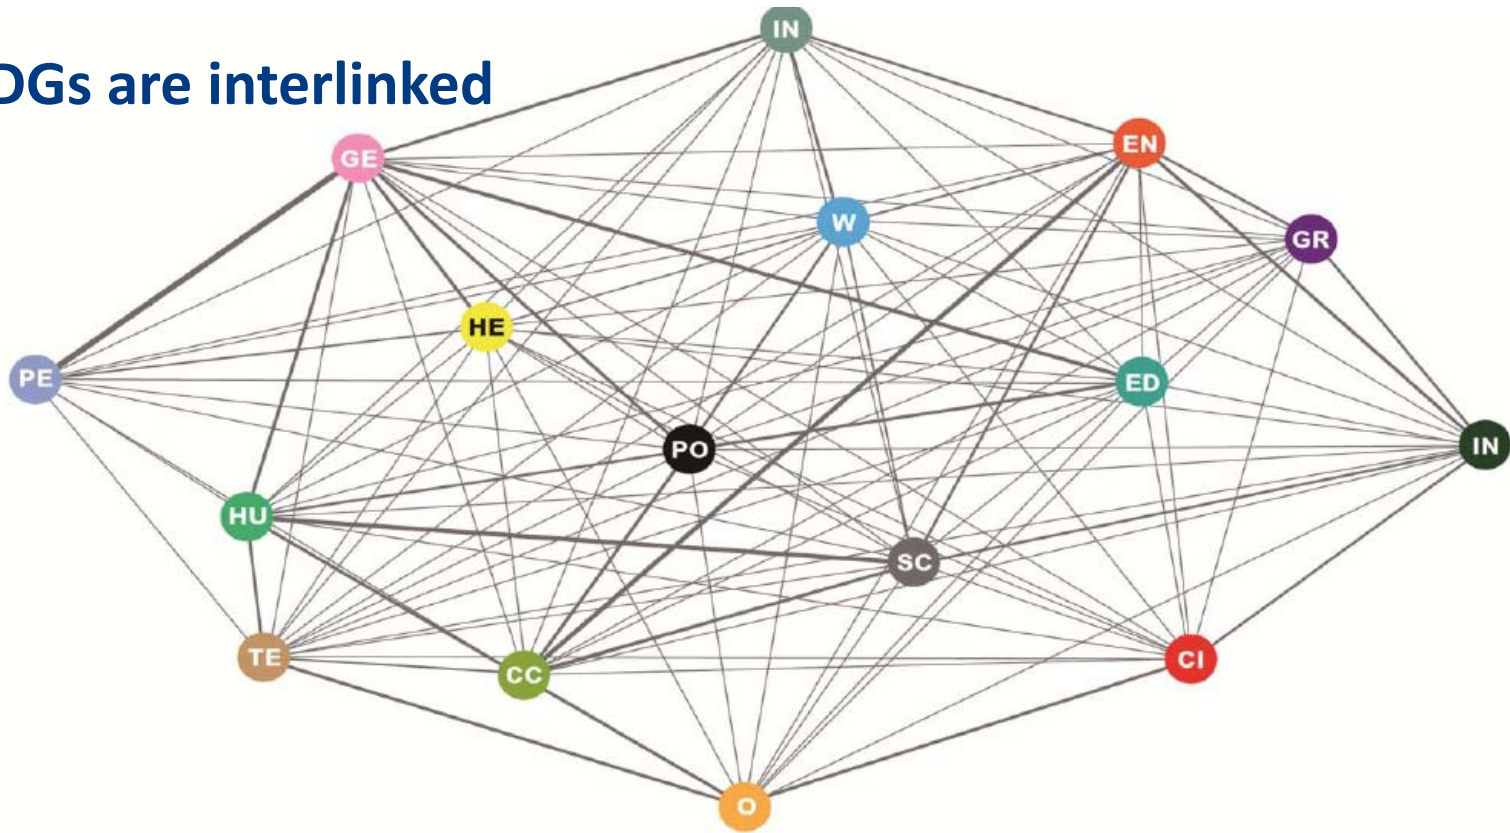 IN
DGs are interlinked
EN
GE
W
GR
HE
PE
ED
IN
PO
HU
SC
TE
CI
CC
O